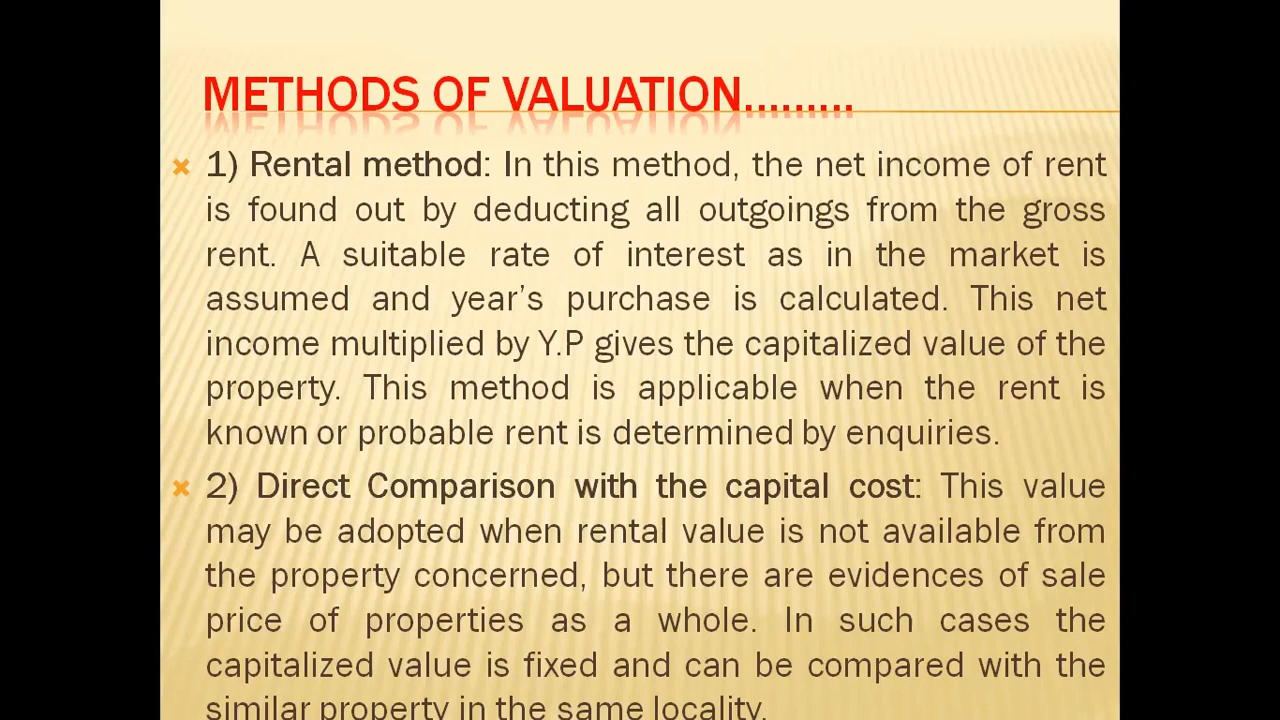 METHODS OF VALUATION.........
1) Rental method: In this method, the net income of rent
is found out by deducting all outgoings from the gross
rent. A suitable rate of interest as in the market is
assumed and year’s purchase is calculated. This net
income multiplied by Y.P gives the capitalized value of the
property. This method is applicable when the rent is
known or probable rent is determined by enquiries.
2) Direct Comparison with the capital cost: This value
may be adopted when rental value is not available from
the property concerned, but there are evidences of sale
price of properties as a whole. In such cases the
capitalized value is fixed and can be compared with the
similar property in the same locality.